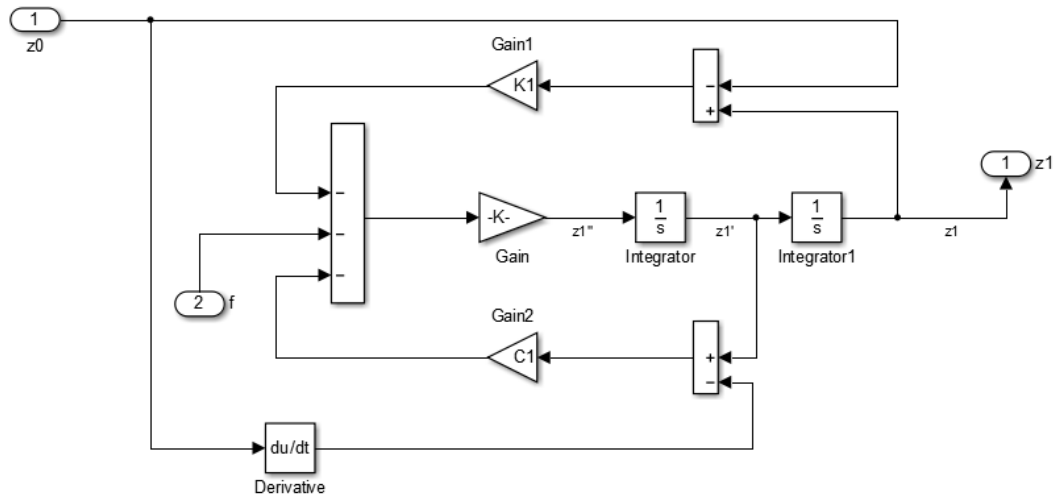 1
z0
Gain1
K1
−
+
1
z1
−
−
−
-K-
Gain
z1''
1
s
Integrator
z1'
1
s
Integrator1
z1
2
f
Gain2
C1
+
−
du/dt
Derivative